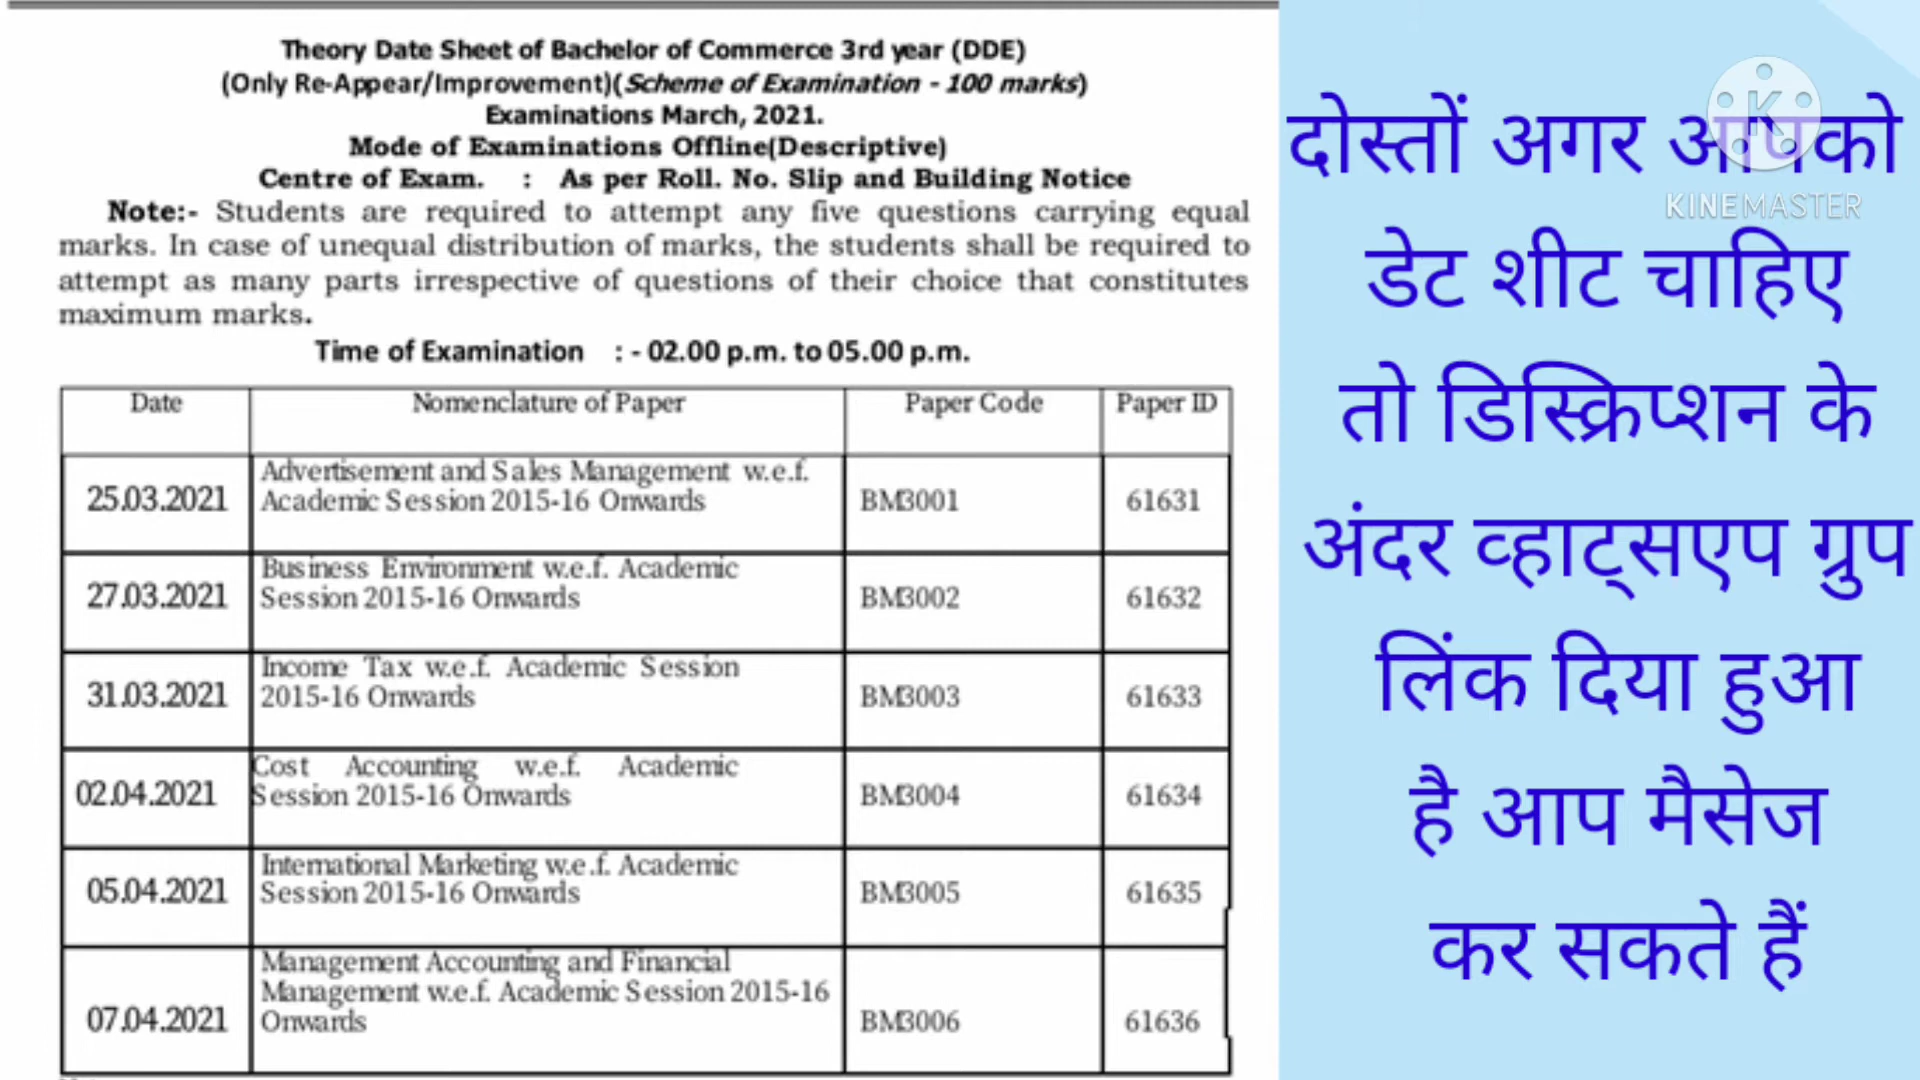 Theory Date Sheet of Bachelor of Commerce 3rd year (DDE)
(Only Re-Appear/Improvement)(Scheme of Examination - 100 marks)
Examinations March, 2021.
Mode of Examinations Offline(Descriptive)
Centre of Exam. : As per Roll. No. Slip and Building Notice
Note:- Students are required to attempt any five questions carrying equal
marks. In case of unequal distribution of marks, the students shall be required to
attempt as many parts irrespective of questions of their choice that constitutes
maximum marks.
Time of Examination : - 02.00 p.m. to 05.00 p.m.
Date Nomenclature of Paper Paper Code Paper ID
Advertisement and Sales Management w.e.f.
25.03.2021 Academic Session 2015-16 Onwards BM3001 61631
Business Environment w.e.f. Academic
27.03.2021 Session 2015-16 Onwards BM3002 61632
Income Tax w.e.f. Academic Session
31.03.2021 2015-16 Onwards BM3003 61633
Cost Accounting w.e.f. Academic
02.04.2021 Session 2015-16 Onwards BM3004 61634
International Marketing w.e.f. Academic
05.04.2021 Session 2015-16 Onwards BM3005 61635
Management Accounting and Financial
Management w.e.f. Academic Session 2015-16
07.04.2021 Onwards BM3006 61636
दोस्तों अगर आपको
डेट शीट चाहिए
तो डिस्क्रिप्शन के
अंदर व्हाट्सएप ग्रुप
लिंक दिया हुआ
है आप मैसेज
कर सकते हैं
K
KINEMASTER